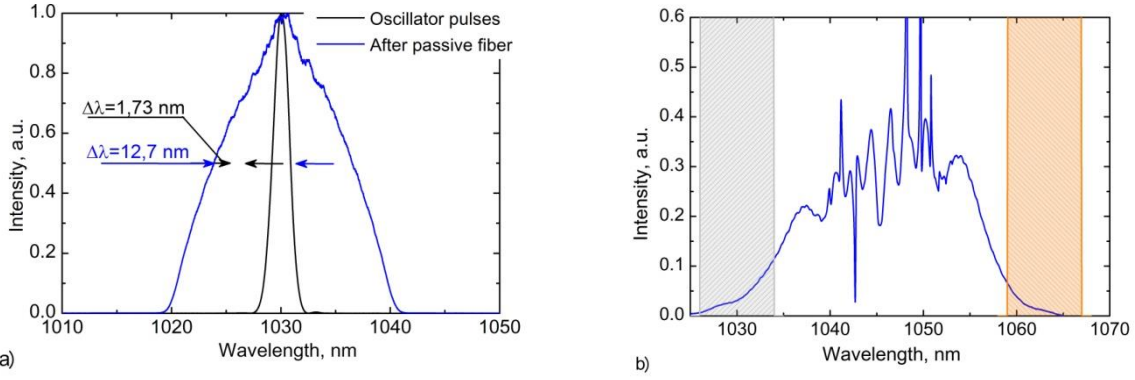 1.0
0.8
0.6
0.4
0.2
0.0
Intensity, a.u.
Oscillator pulses
After passive fiber
Δλ=1,73 nm
Δλ=12,7 nm
1010 1020 1030 1040 1050
Wavelength, nm
a)
0.6
0.5
0.4
0.3
0.2
0.1
0.0
Intensity, a.u.
1030 1040 1050 1060 1070
Wavelength, nm
b)